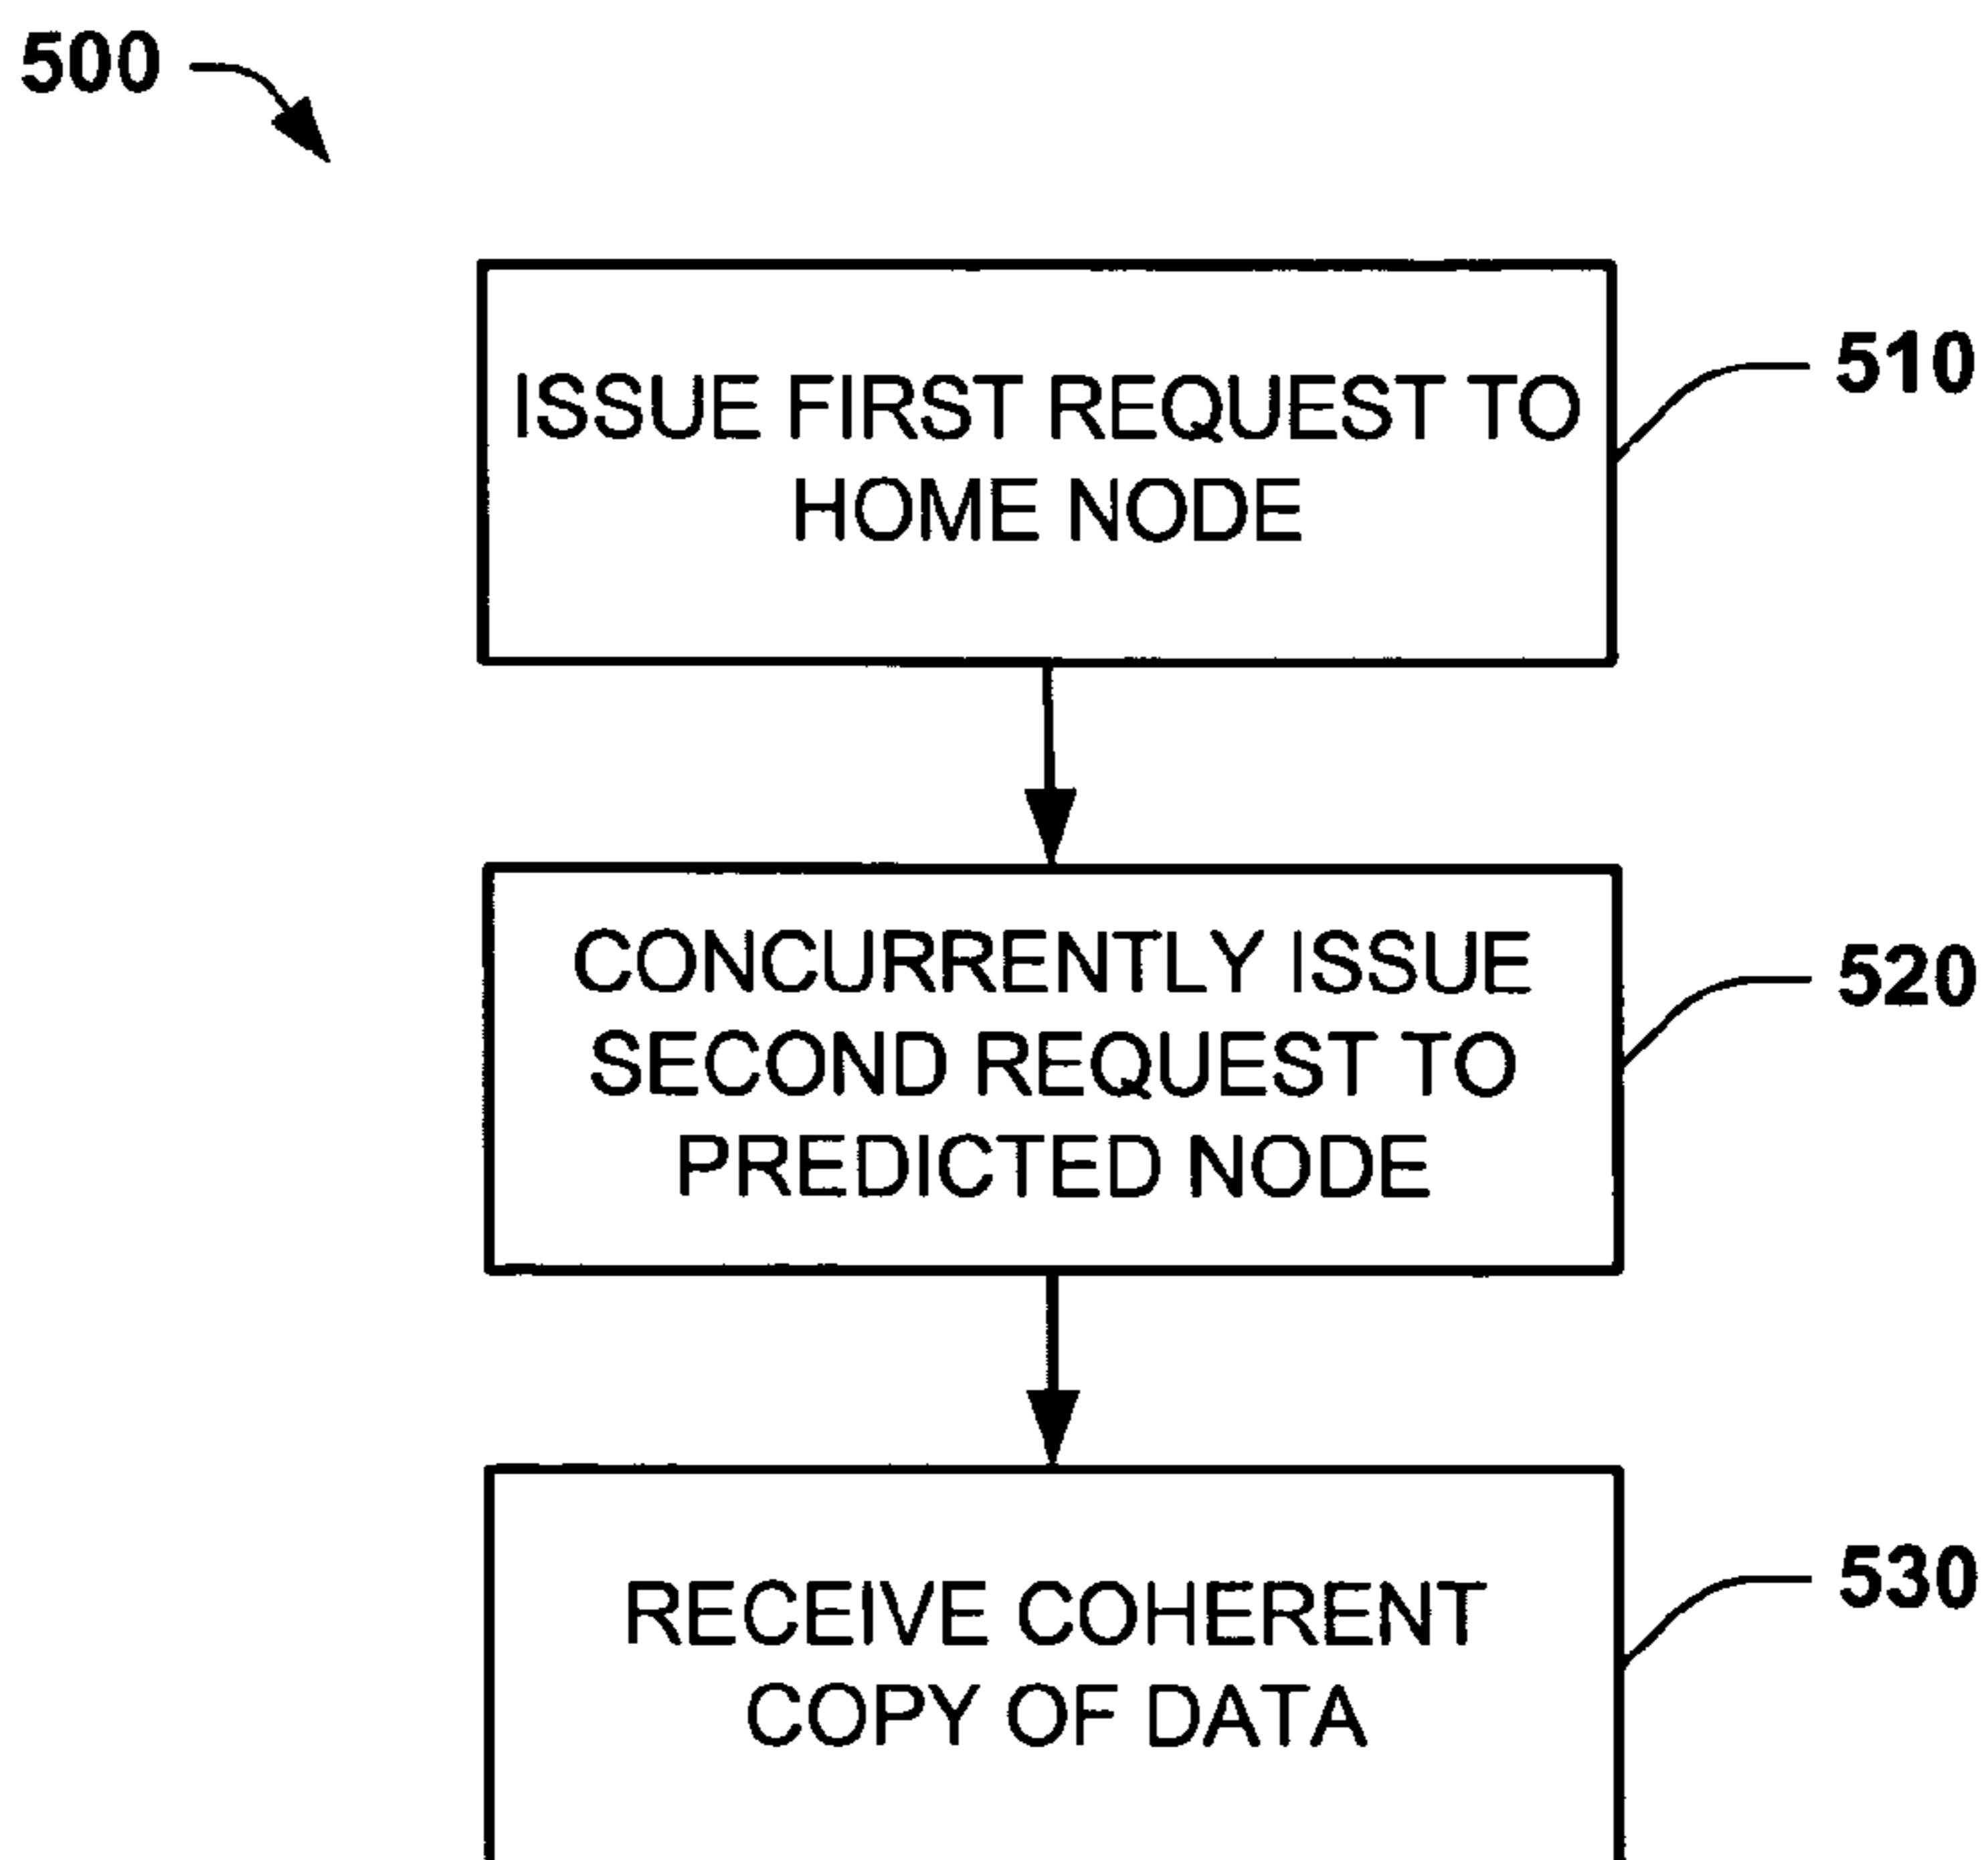 500
ISSUE FIRST REQUEST TO
HOME NODE
510
CONCURRENTLY ISSUE
SECOND REQUEST TO
PREDICTED NODE
520
RECEIVE COHERENT
COPY OF DATA
530